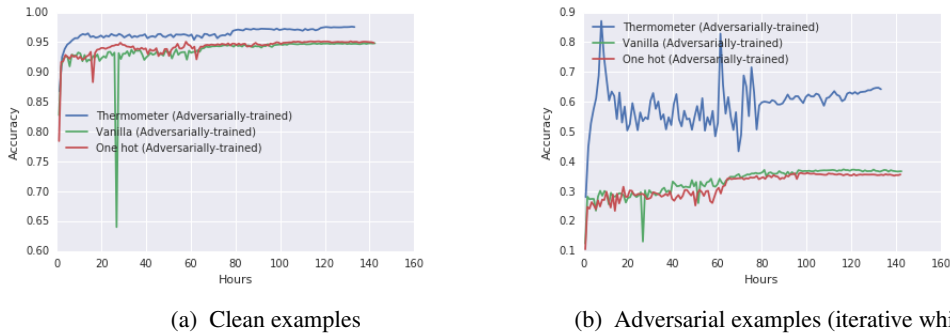 1.00
0.95
0.90
0.85
0.80
0.75
0.70
0.65
0.60
Accuracy
Thermometer (Adversarially-trained)
Vanilla (Adversarially-trained)
One hot (Adversarially-trained)
0 20 40 60 80 100 120 140 160
Hours
(a) Clean examples
0.9
0.8
0.7
0.6
0.5
0.4
0.3
0.2
0.1
Accuracy
Thermometer (Adversarially-trained)
Vanilla (Adversarially-trained)
One hot (Adversarially-trained)
0 20 40 60 80 100 120 140 160
Hours
(b) Adversarial examples (iterative whi